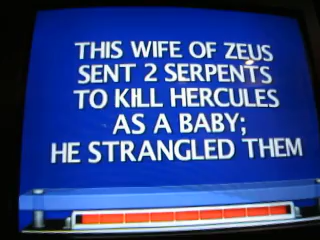 THIS WIFE OF ZEUS
SENT 2 SERPENTS
TO KILL HERCULES
AS A BABY;
HE STRANGLED THEM